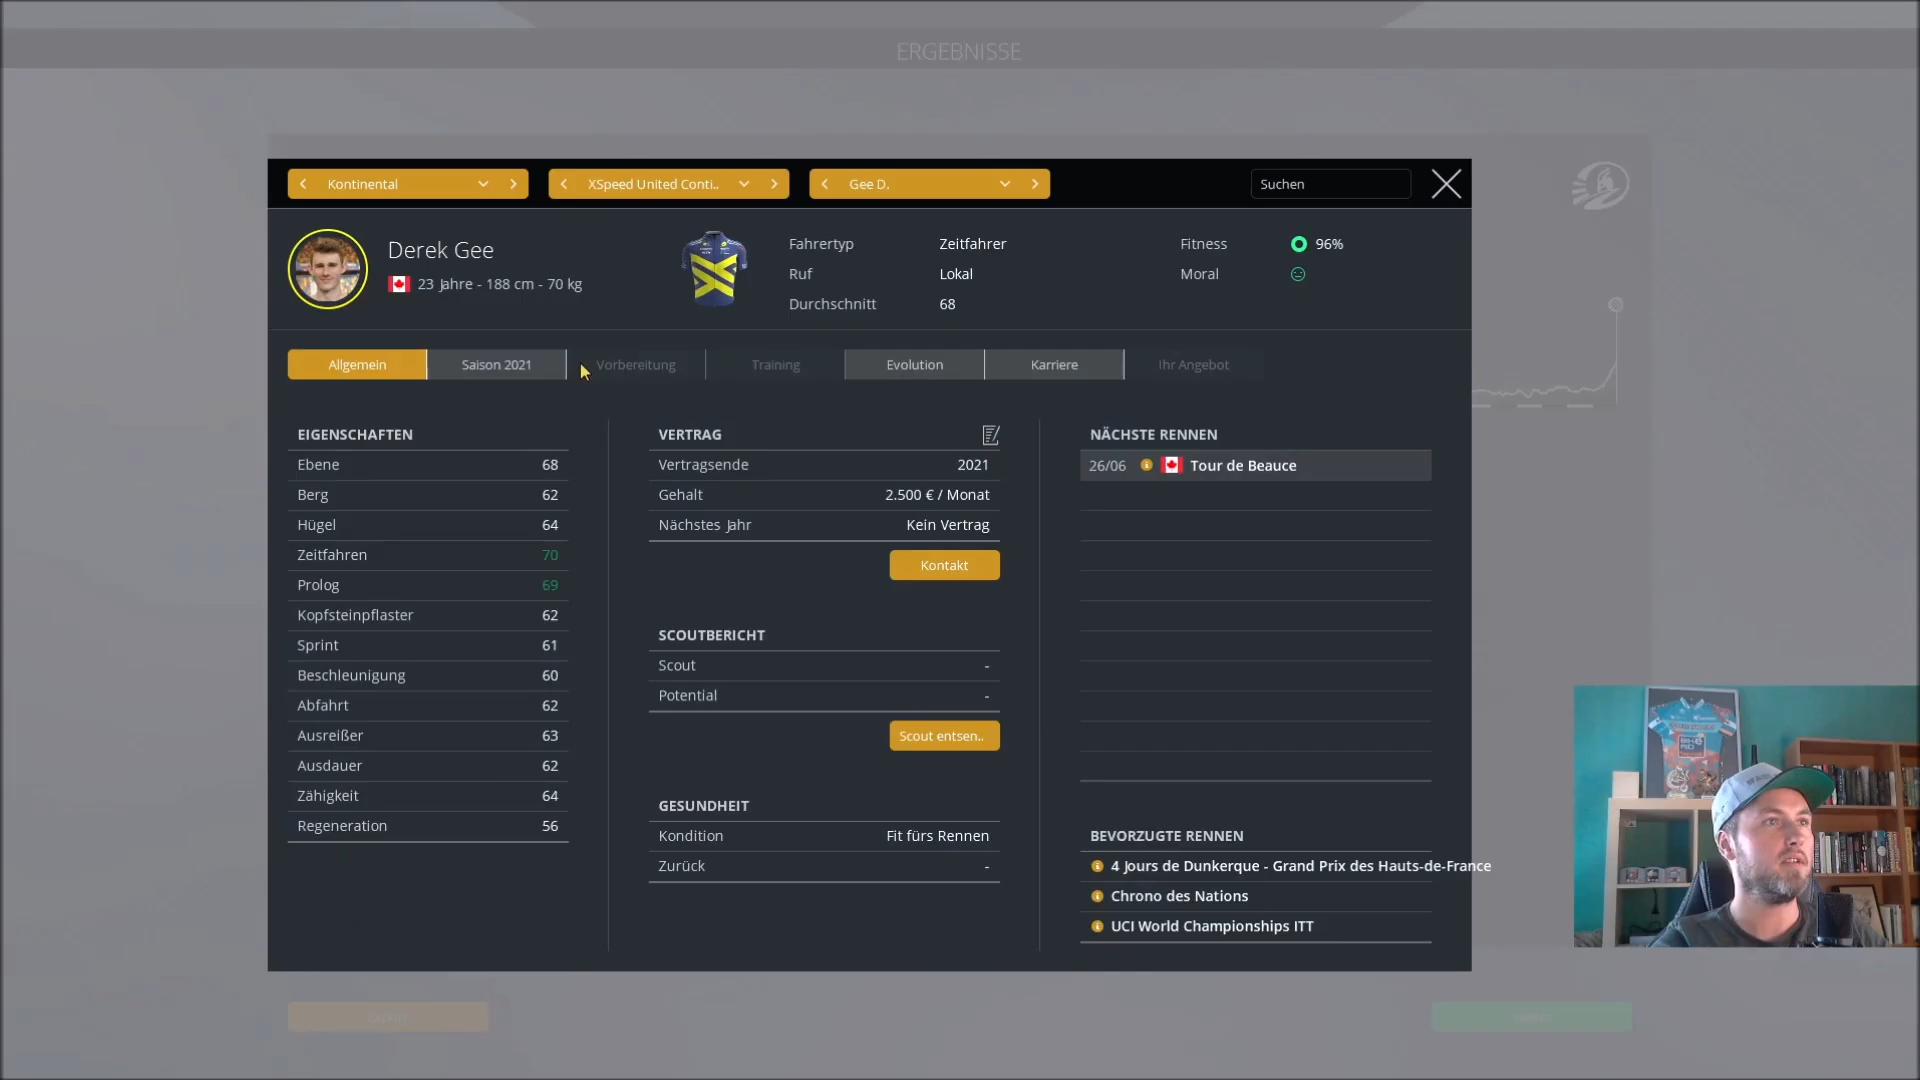 ERGEBNISSE
Kontinental
XSpeed United Conti..
Gee D.
Suchen
Derek Gee
23 Jahre - 188 cm - 70 kg
Fahrertyp Zeitfahrer
Ruf Lokal
Durchschnitt 68
Fitness 96%
Moral
Allgemein
Saison 2021
Vorbereitung
Training
Evolution
Karriere
Ihr Angebot
EIGENSCHAFTEN
Ebene 68
Berg 62
Hügel 64
Zeitfahren 70
Prolog 69
Kopfsteinpflaster 62
Sprint 61
Beschleunigung 60
Abfahrt 62
Ausreißer 63
Ausdauer 62
Zähigkeit 64
Regeneration 56
VERTRAG
Vertragsende 2021
Gehalt 2.500 € / Monat
Nächstes Jahr Kein Vertrag
Kontakt
SCOUTBERICHT
Scout -
Potential -
Scout entsen..
GESUNDHEIT
Kondition Fit fürs Rennen
Zurück -
NÄCHSTE RENNEN
26/06 Tour de Beauce
BEVORZUGTE RENNEN
4 Jours de Dunkerque - Grand Prix des Hauts-de-France
Chrono des Nations
UCI World Championships ITT